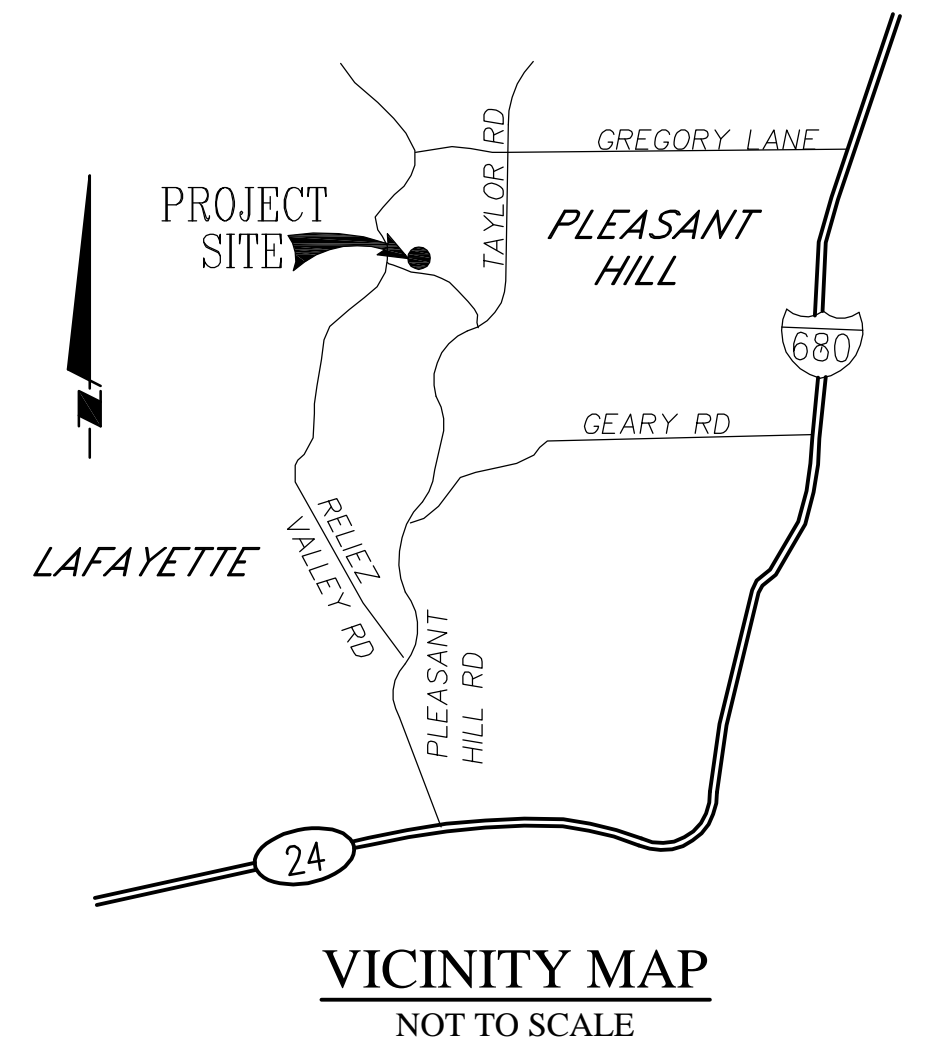 GREGORY LANE
TAYLOR RD
PROJECT
SITE
PLEASANT
HILL
680
GEARY RD
N
RELIEZ
VALLEY RD
LAFAYETTE
PLEASANT
HILL RD
24
VICINITY MAP
NOT TO SCALE